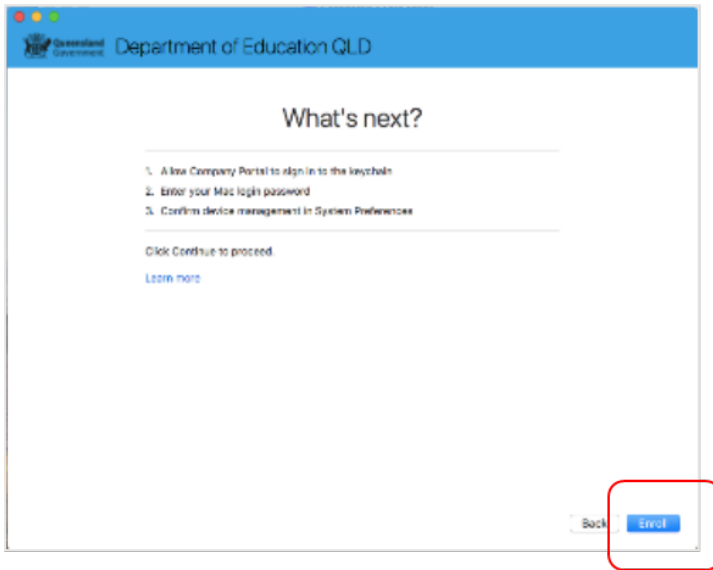 Queensland
Government
Department of Education QLD
What's next?
1. Allow Company Portal to sign in to the keychain
2. Enter your Mac login password
3. Confirm device management in System Preferences
Click Continue to proceed.
Learn more
Back
Enroll